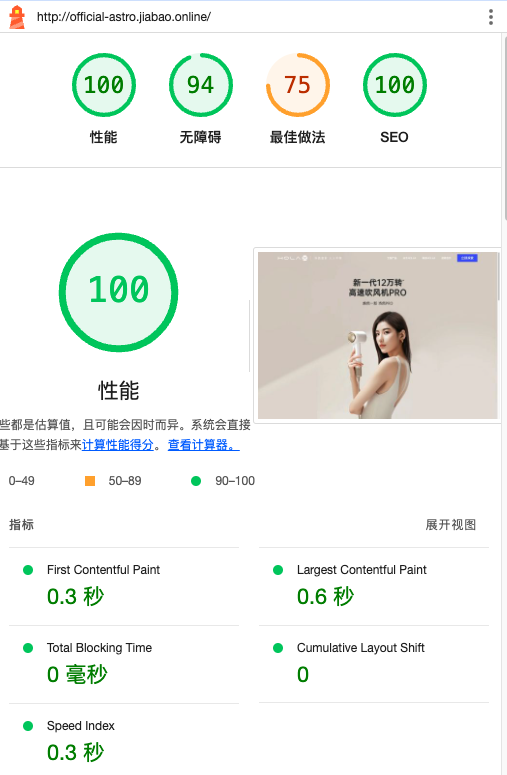 http://official-astro.jiabao.online/
100
94
75
100
性能
无障碍
最佳做法
SEO
100
新一代12万转
高速吹风机PRO
性能
些都是估算值，且可能会因时而异。系统会直接
基于这些指标来计算性能得分。查看计算器。
0–49
50–89
90–100
指标
展开视图
First Contentful Paint
0.3 秒
Largest Contentful Paint
0.6 秒
Total Blocking Time
0 毫秒
Cumulative Layout Shift
0
Speed Index
0.3 秒